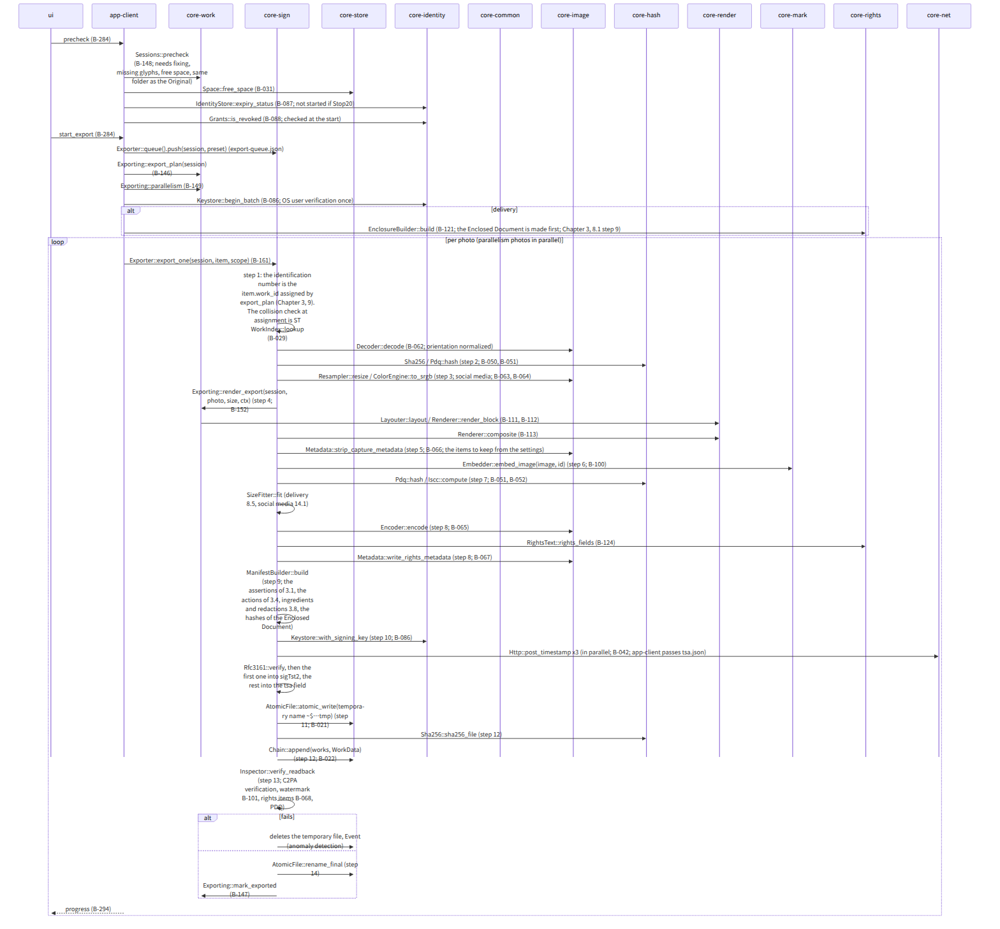 ui
app-client
core-work
core-sign
core-store
core-identity
core-common
core-image
core-hash
core-render
core-mark
core-rights
core-net
precheck (B-284)
Sessions::precheck
(B-148; needs fixing,
missing glyphs, free space, same
folder as the Original)
Space::free_space (B-031)
IdentityStore::expiry_status (B-087; not started if Stop20)
Grants::is_revoked (B-088; checked at the start)
start_export (B-284)
Exporter::queue().push(session, preset) (export-queue.json)
Exporting::export_plan(session)
(B-146)
Exporting::parallelism (B-149)
Keystore::begin_batch (B-086; OS user verification once)
alt
[delivery]
EnclosureBuilder::build (B-121; the Enclosed Document is made first; Chapter 3, 8.1 step 9)
loop
[per photo (parallelism photos in parallel)]
Exporter::export_one(session, item, scope) (B-161)
step 1: the identification
number is the
item.work_id assigned by
export_plan (Chapter 3, 9).
The collision check at
assignment is ST
WorkIndex::lookup
(B-029)
Decoder::decode (B-062; orientation normalized)
Sha256 / Pdq::hash (step 2; B-050, B-051)
Resampler::resize / ColorEngine::to_srgb (step 3; social media; B-063, B-064)
Exporting::render_export(session,
photo, size, ctx) (step 4;
B-152)
Layouter::layout / Renderer::render_block (B-111, B-112)
Renderer::composite (B-113)
Metadata::strip_capture_metadata (step 5; B-066; the items to keep from the settings)
Embedder::embed_image(image, id) (step 6; B-100)
Pdq::hash / Iscc::compute (step 7; B-051, B-052)
SizeFitter::fit (delivery
8.5, social media 14.1)
Encoder::encode (step 8; B-065)
RightsText::rights_fields (B-124)
Metadata::write_rights_metadata (step 8; B-067)
ManifestBuilder::build
(step 9; the
assertions of 3.1, the
actions of 3.4, ingredients
and redactions 3.8, the
hashes of the Enclosed
Document)
Keystore::with_signing_key (step 10; B-086)
Http::post_timestamp x3 (in parallel; B-042; app-client passes tsa.json)
Rfc3161::verify, then the
first one into sigTst2, the
rest into the tsa field
AtomicFile::atomic_write(tempora-
ry name ~$⋯tmp) (step
11; B-021)
Sha256::sha256_file (step 12)
Chain::append(works, WorkData)
(step 12; B-022)
Inspector::verify_readback
(step 13; C2PA
verification, watermark
B-101, rights items B-068,
PDQ)
alt
[fails]
deletes the temporary file, Event
(anomaly detection)
AtomicFile::rename_final (step
14)
Exporting::mark_exported
(B-147)
progress (B-294)